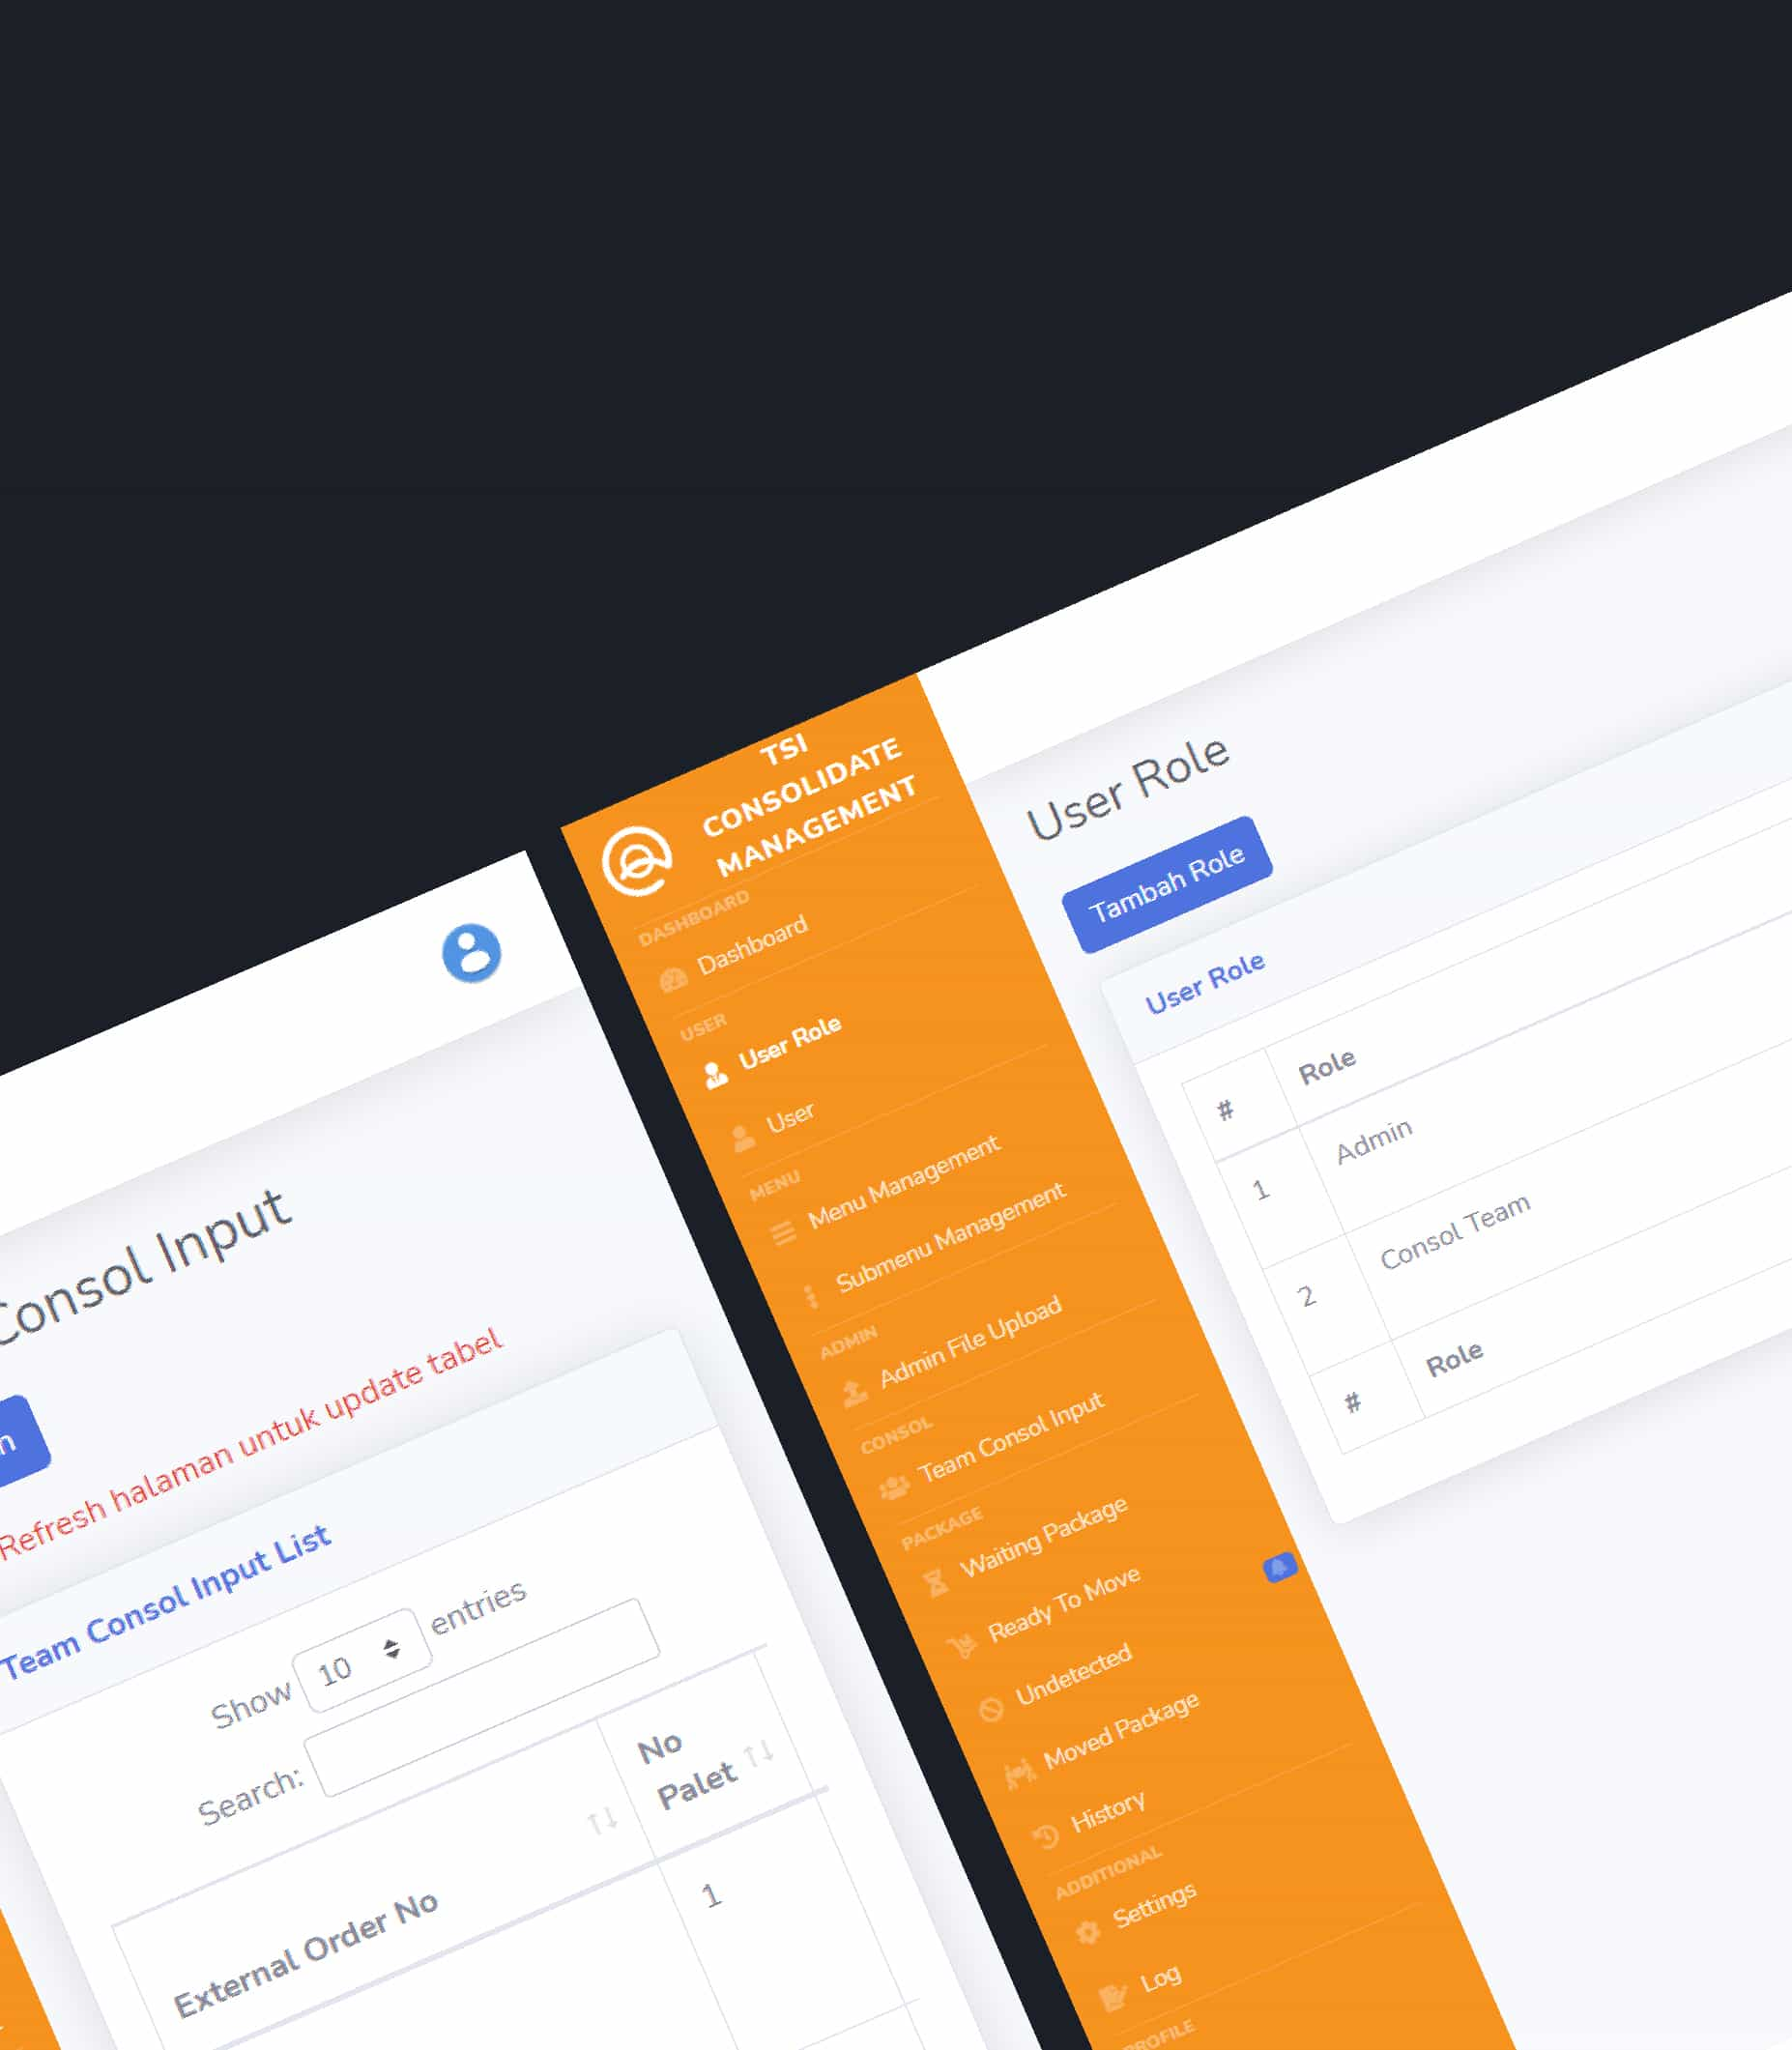 Consol Input
Refresh halaman untuk update tabel
Team Consol Input List
Show 10 entries
Search:
External Order No
No
Palet
1
TSI
CONSOLIDATE
MANAGEMENT
DASHBOARD
Dashboard
USER
User Role
User
MENU
Menu Management
Submenu Management
ADMIN
Admin File Upload
CONSOL
Team Consol Input
PACKAGE
Waiting Package
Ready To Move
Undetected
Moved Package
History
ADDITIONAL
Settings
Log
PROFILE
User Role
Tambah Role
User Role
# Role
1 Admin
2 Consol Team
# Role